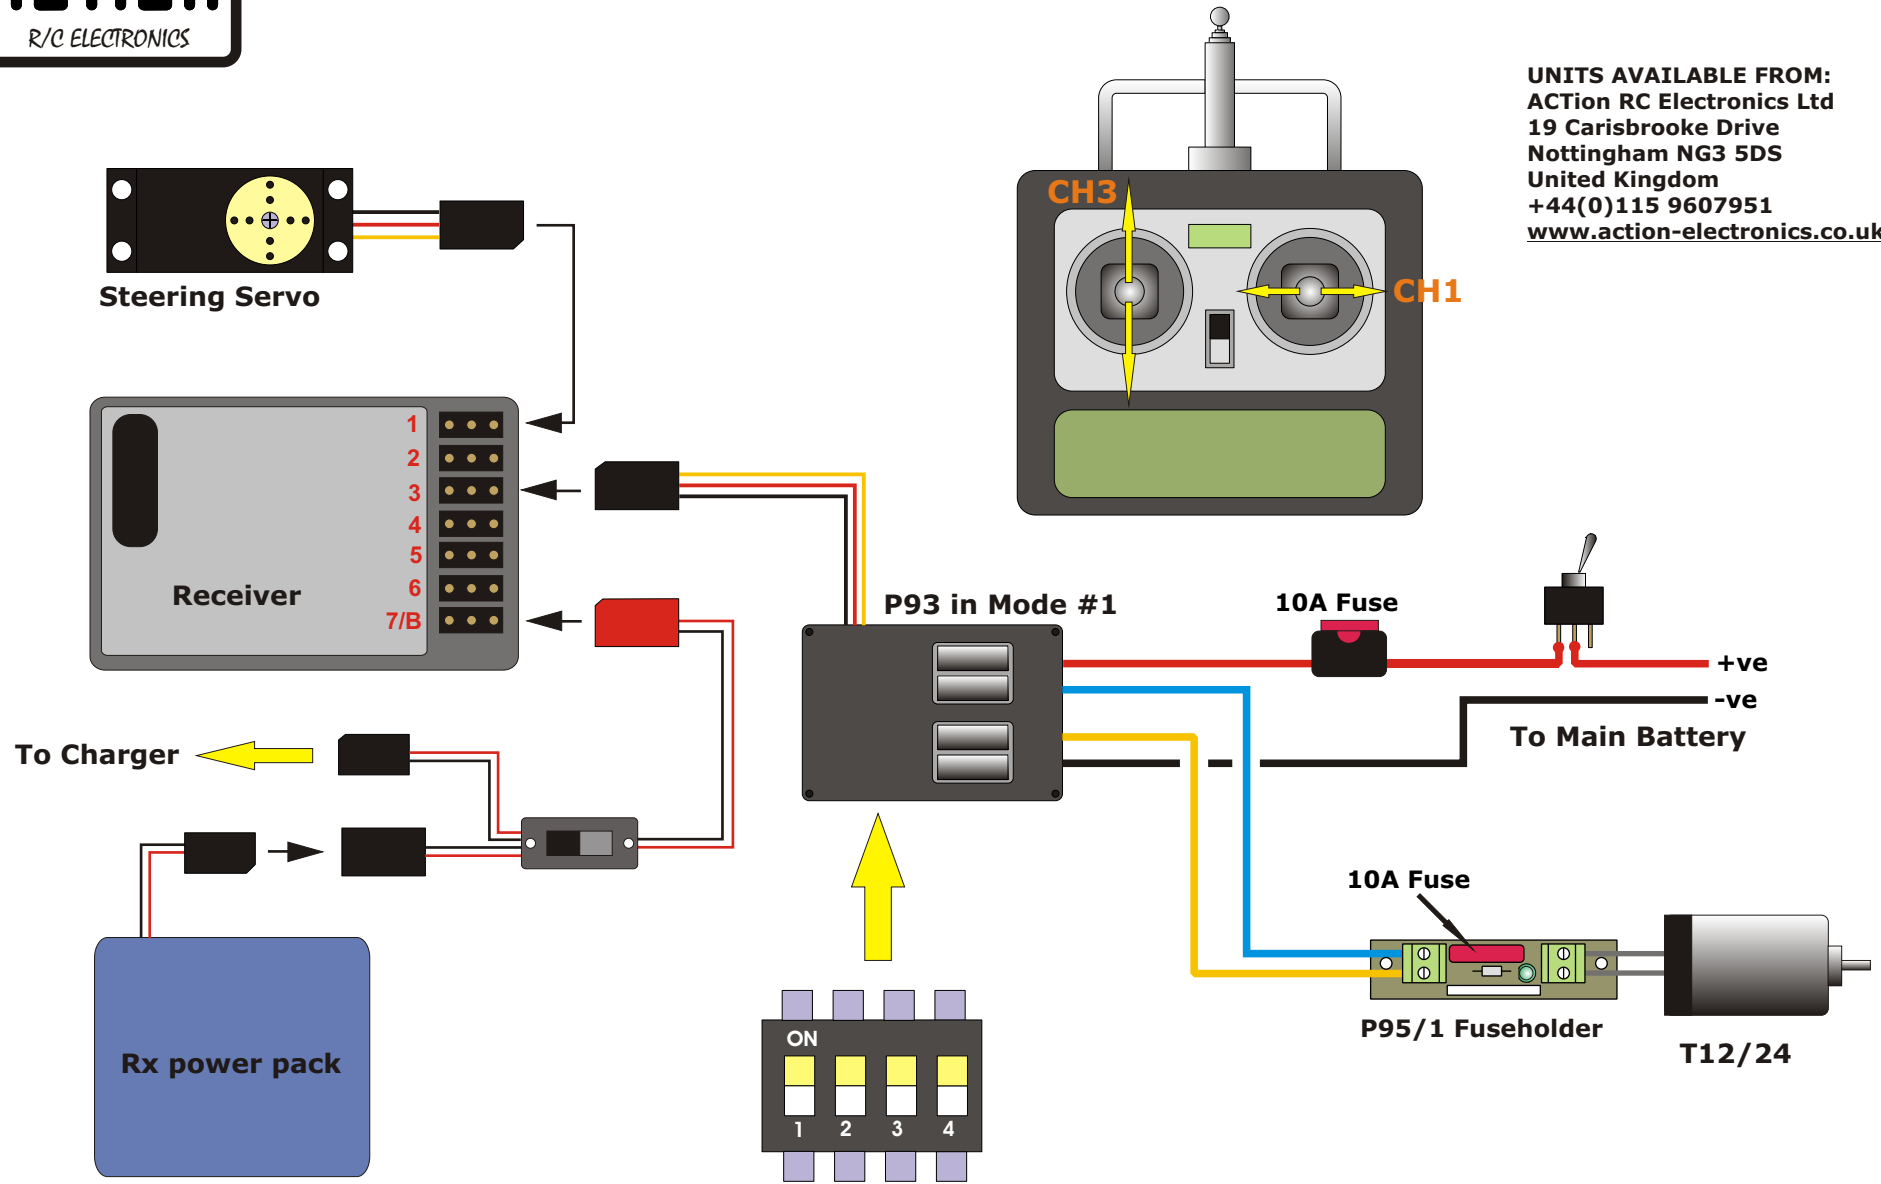 R/C ELECTRONICS
UNITS AVAILABLE FROM:
ACTion RC Electronics Ltd
19 Carisbrooke Drive
Nottingham NG3 5DS
United Kingdom
+44(0)115 9607951
www.action-electronics.co.uk
CH3
CH1
Steering Servo
1
2
3
4
5
6
7/B
Receiver
P93 in Mode #1
10A Fuse
+ve
-ve
To Main Battery
To Charger
10A Fuse
P95/1 Fuseholder
T12/24
Rx power pack
ON
1 2 3 4